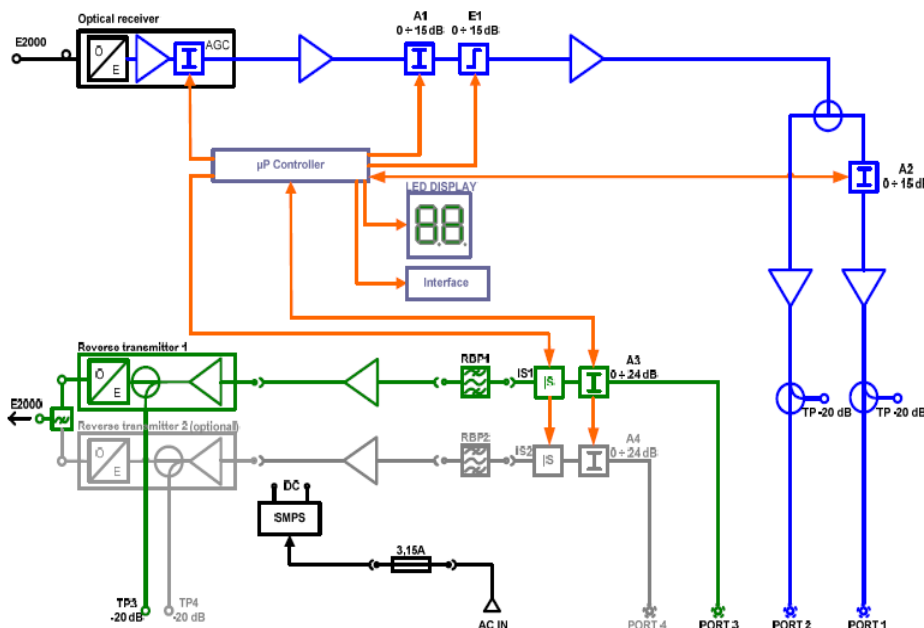 Optical receiver
A1
0 ÷ 15 dB
E1
0 ÷ 15dB
E2000
O
E
AGC
µP Controller
A2
0 ÷ 15 dB
LED DISPLAY
88
Interface
Reverse transmitter 1
O
E
RBP1
IS1
|S
A3
0 ÷ 24 dB
TP -20 dB
TP -20 dB
E2000
Reverse transmitter 2 (optional)
O
E
RBP2
IS2
|S
A4
0 ÷ 24 dB
DC
SMPS
3,15A
TP3
-20 dB
TP4
-20 dB
AC IN
PORT 4
PORT 3
PORT 2
PORT 1